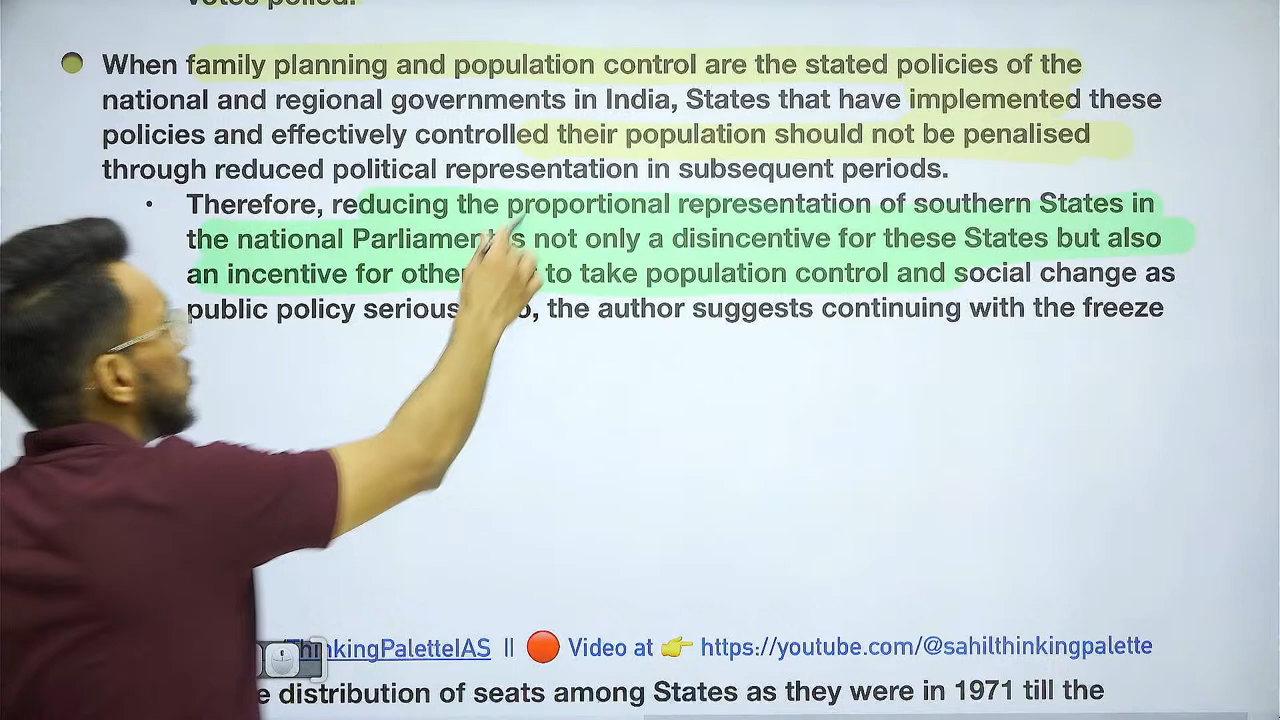 votes polled.
When family planning and population control are the stated policies of the
national and regional governments in India, States that have implemented these
policies and effectively controlled their population should not be penalised
through reduced political representation in subsequent periods.
• Therefore, reducing the proportional representation of southern States in
the national Parliament is not only a disincentive for these States but also
an incentive for to take population control and social change as
public policy the author suggests continuing with the freeze
ThinkingPaletteIAS || Video at https://youtube.com/@sahilthinkingpalette
distribution of seats among States as they were in 1971 till the